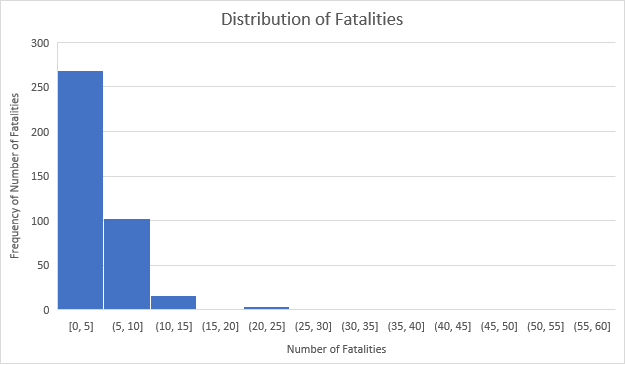 Distribution of Fatalities
300
250
200
150
100
50
0
Frequency of Number of Fatalities
[0, 5] (5, 10] (10, 15] (15, 20] (20, 25] (25, 30] (30, 35] (35, 40] (40, 45] (45, 50] (50, 55] (55, 60]
Number of Fatalities